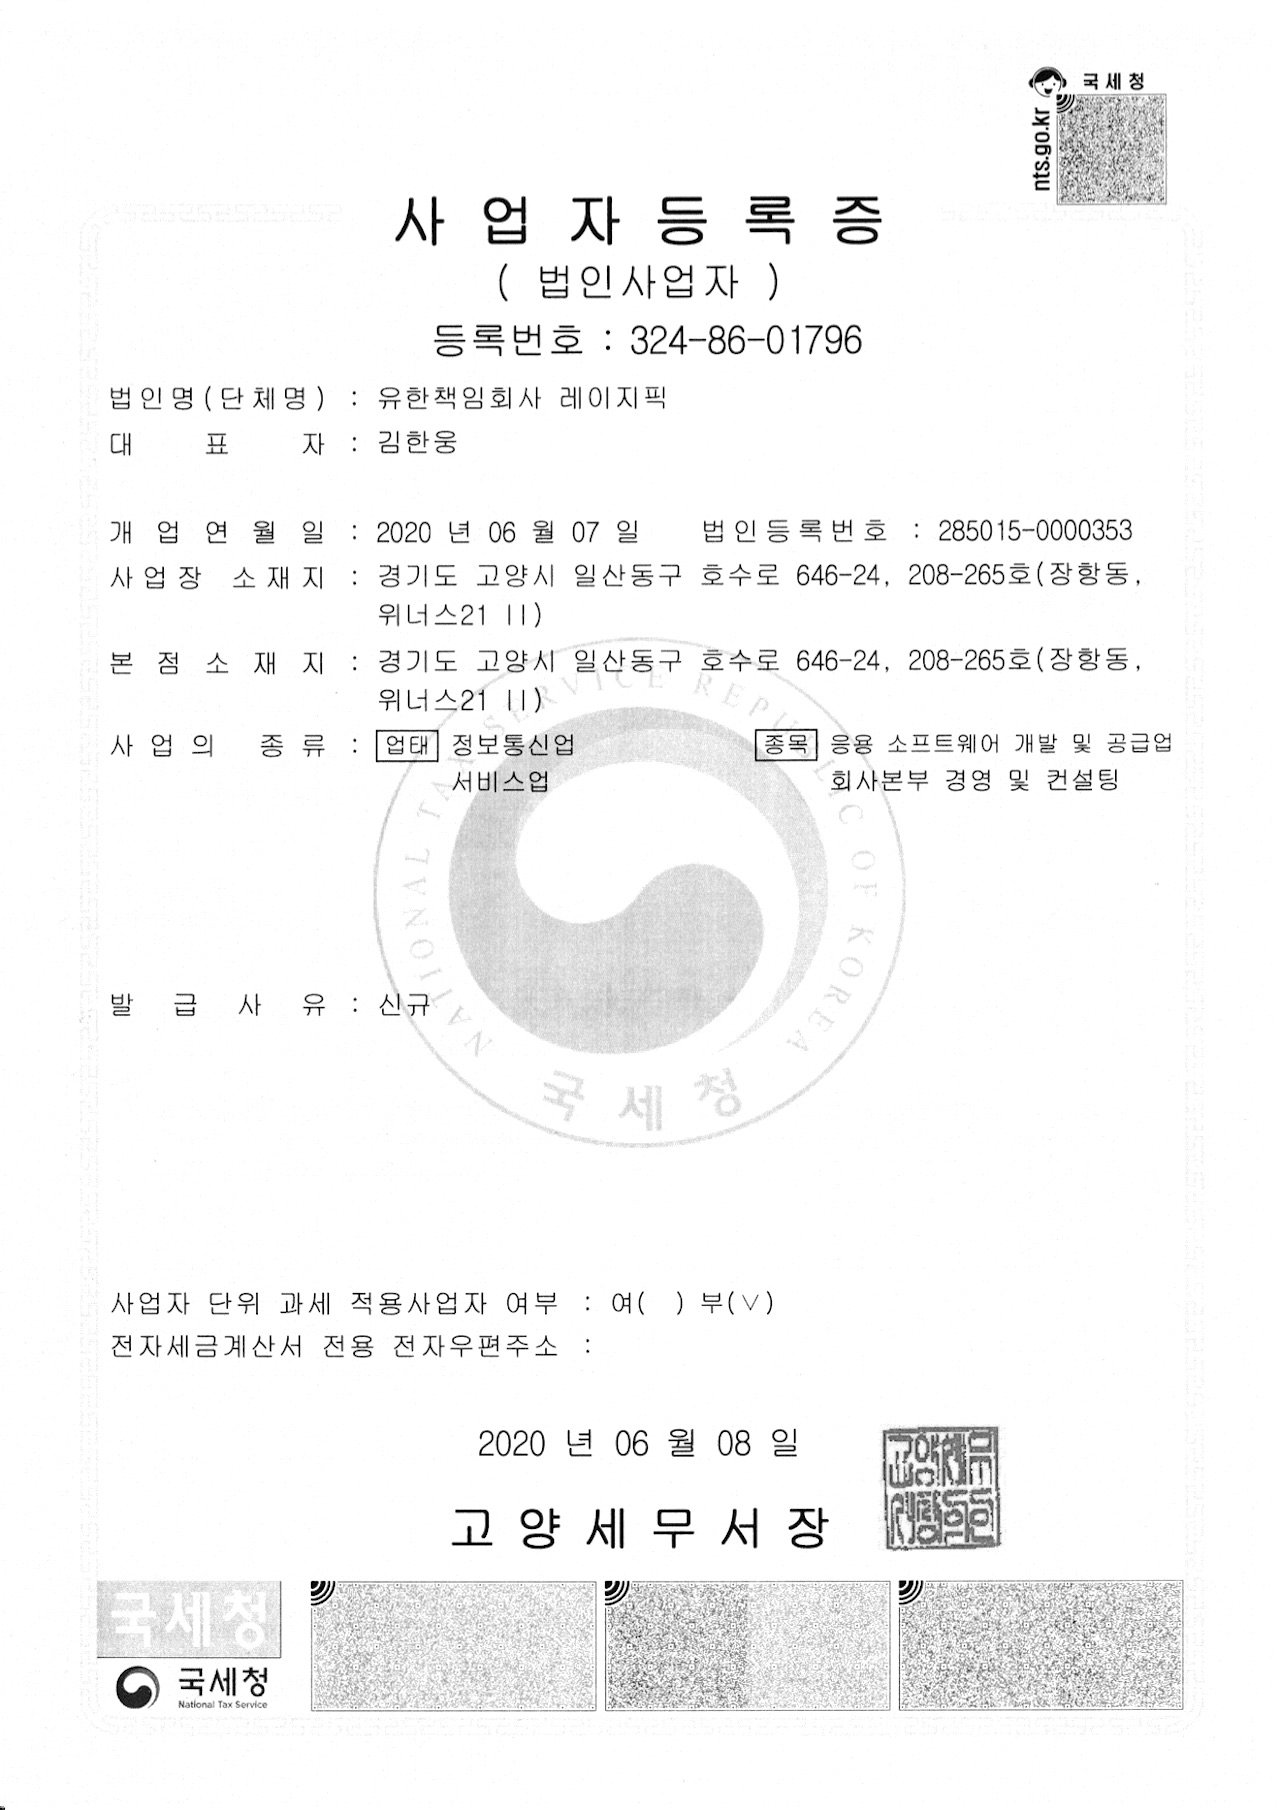 국세청
nts.go.kr
사업자등록증
( 법인사업자 )
등록번호 : 324-86-01796
법인명(단체명) : 유한책임회사 레이지픽
대 표 자 : 김한웅
개 업 연 월 일 : 2020 년 06 월 07 일 법인등록번호 : 285015-0000353
사업장 소재지 : 경기도 고양시 일산동구 호수로 646-24, 208-265호(장항동,
위너스21 II)
본 점 소 재 지 : 경기도 고양시 일산동구 호수로 646-24, 208-265호(장항동,
위너스21 II)
사 업 의 종 류 : 업태 정보통신업 종목 응용 소프트웨어 개발 및 공급업
서비스업 회사본부 경영 및 컨설팅
NATIONAL TAX SERVICE REPUBLIC OF KOREA
발 급 사 유 : 신규
국세청
사업자 단위 과세 적용사업자 여부 : 여( ) 부(∨)
전자세금계산서 전용 전자우편주소 :
2020 년 06 월 08 일
고양세무서장
국세청
국세청
National Tax Service